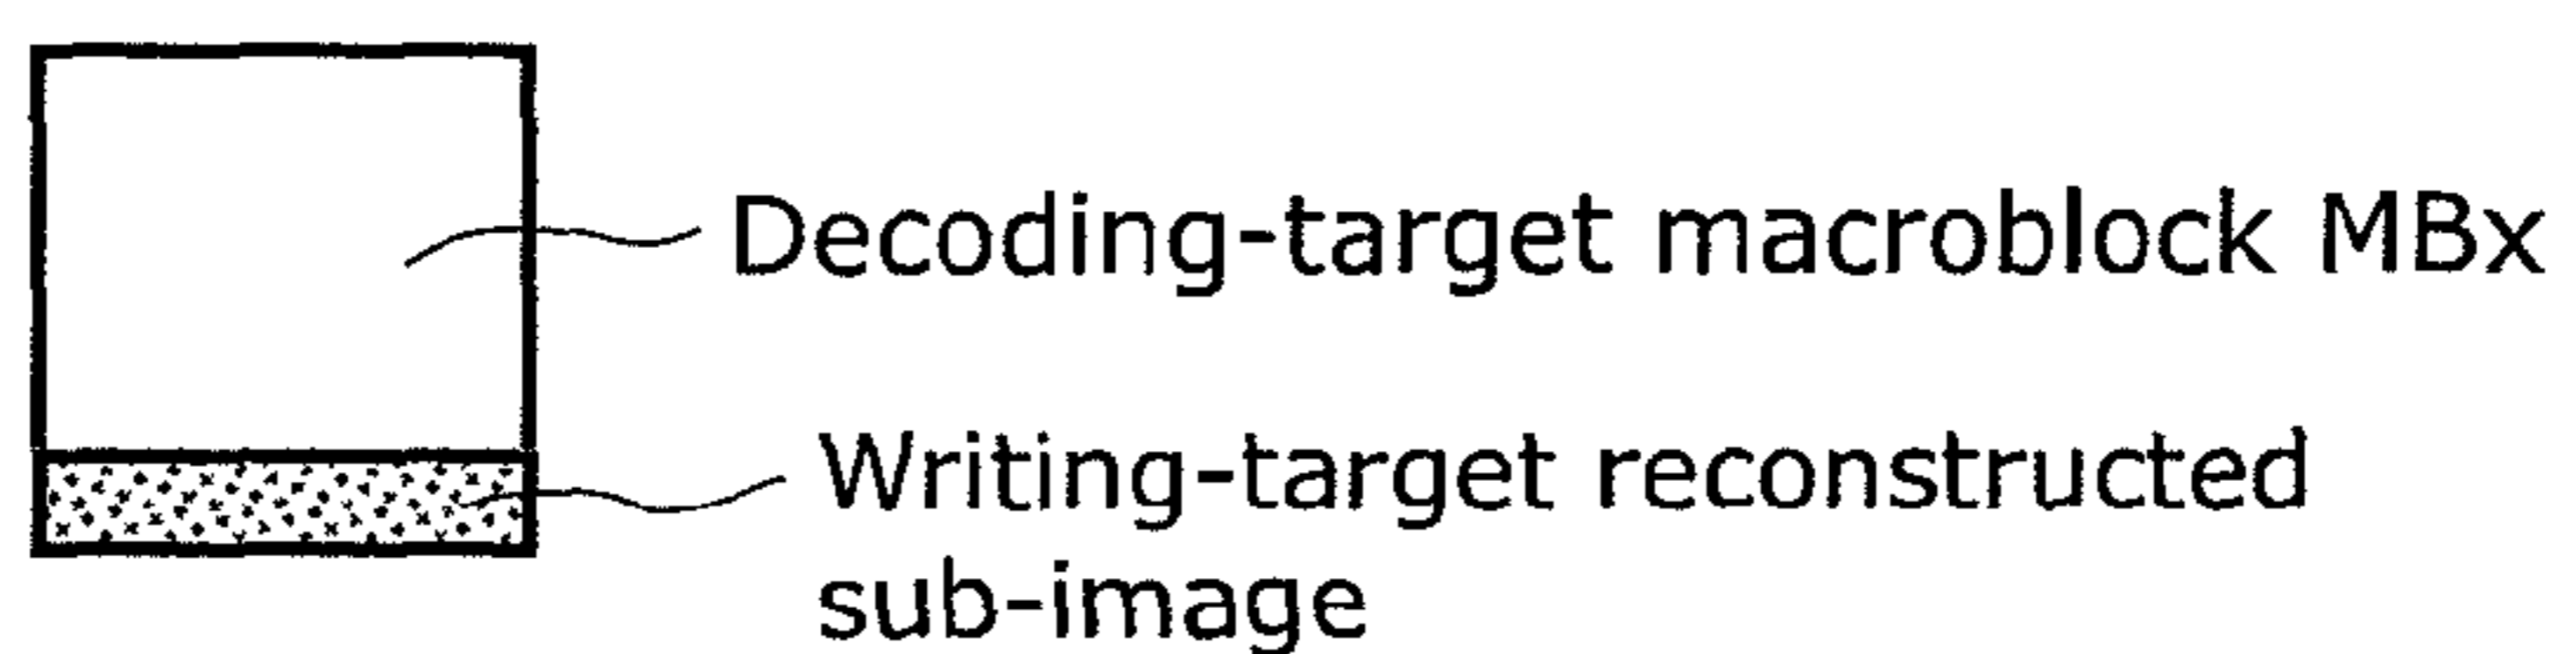 Decoding-target macroblock MBx
Writing-target reconstructed
sub-image